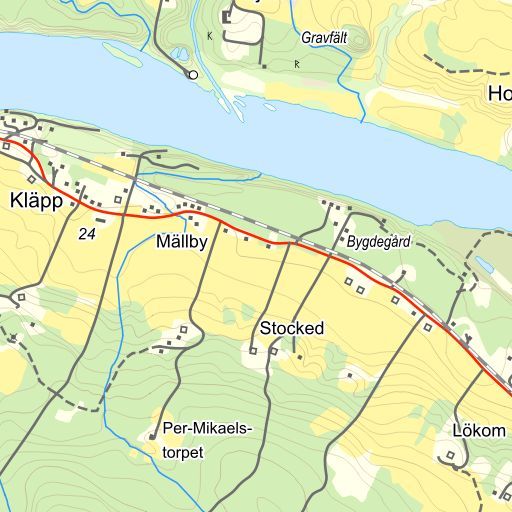 Gravfält
K
R
Ho
Kläpp
24
Mällby
Bygdegård
Stocked
Per-Mikaels-
torpet
Lökom